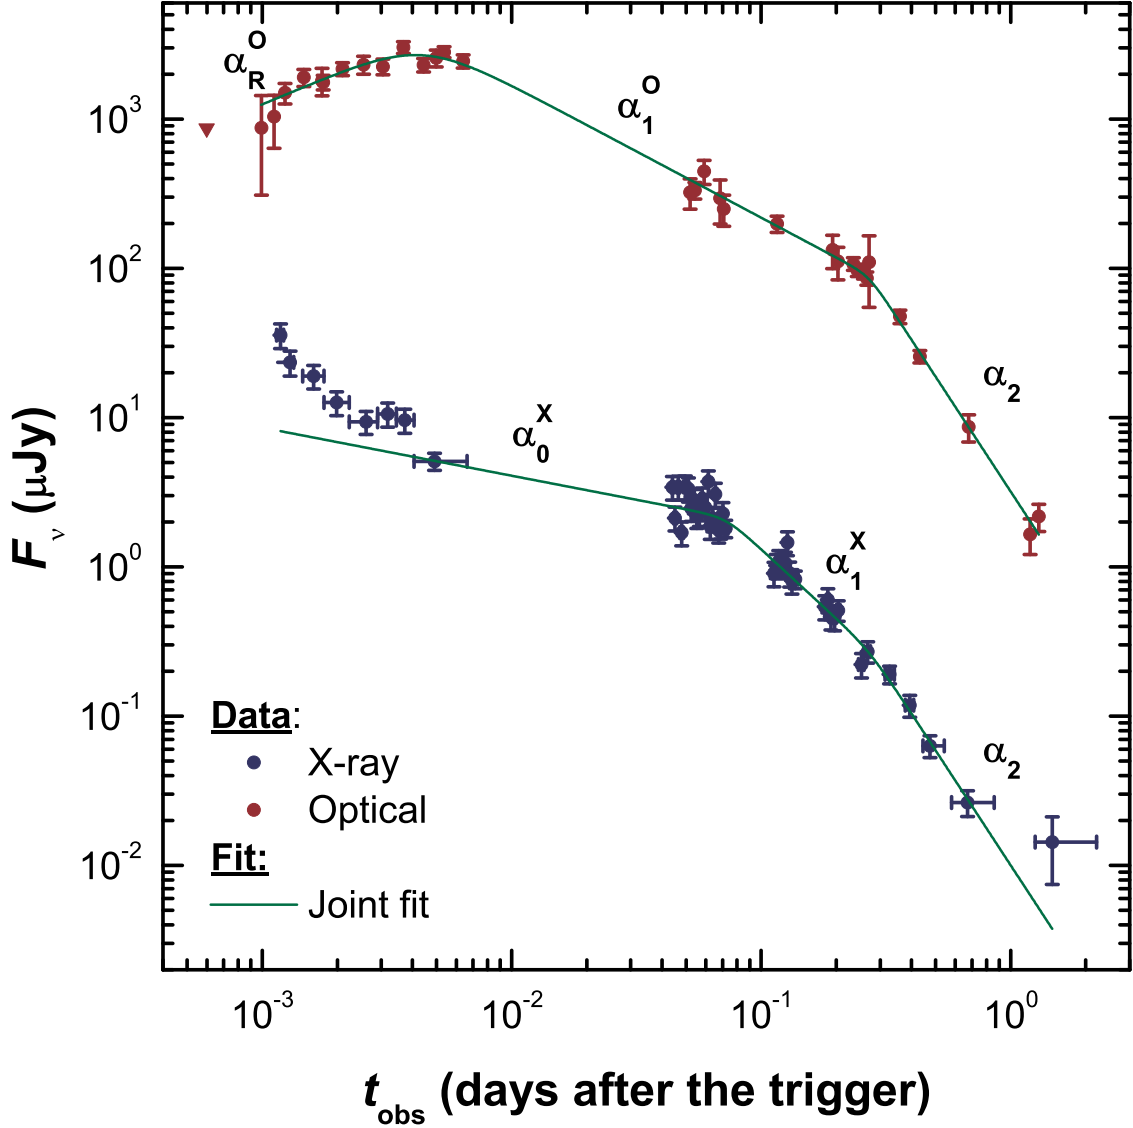 α_R^O
α_1^O
α_2
α_0^X
α_1^X
α_2
10^3
10^2
10^1
10^0
10^-1
10^-2
F_ν (μJy)
Data:
X-ray
Optical
Fit:
Joint fit
10^-3 10^-2 10^-1 10^0
t_obs (days after the trigger)